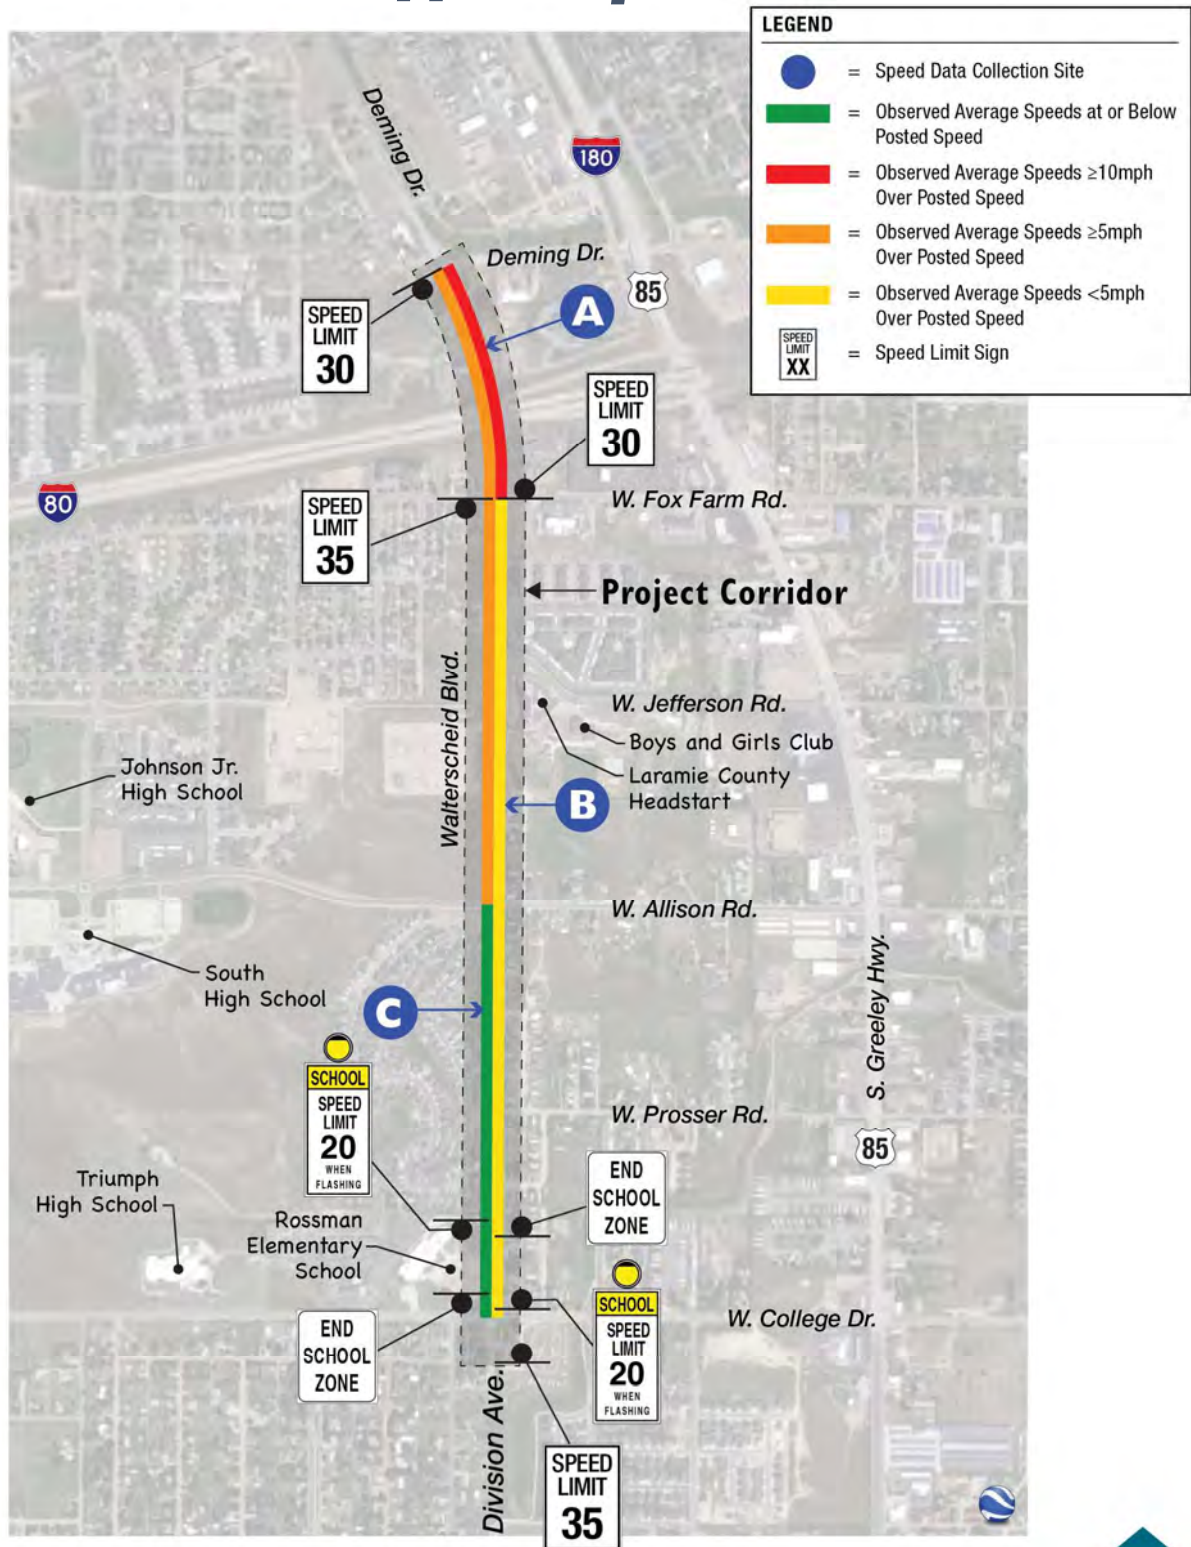 LEGEND
= Speed Data Collection Site
= Observed Average Speeds at or Below
Posted Speed
= Observed Average Speeds ≥10mph
Over Posted Speed
= Observed Average Speeds ≥5mph
Over Posted Speed
= Observed Average Speeds <5mph
Over Posted Speed
SPEED
LIMIT
XX
= Speed Limit Sign
Deming Dr.
180
Deming Dr.
85
A
SPEED
LIMIT
30
SPEED
LIMIT
30
80
W. Fox Farm Rd.
SPEED
LIMIT
35
Project Corridor
Walterscheid Blvd.
W. Jefferson Rd.
Boys and Girls Club
Laramie County
Headstart
Johnson Jr.
High School
B
W. Allison Rd.
South
High School
S. Greeley Hwy.
C
SCHOOL
SPEED
LIMIT
20
WHEN
FLASHING
W. Prosser Rd.
85
END
SCHOOL
ZONE
Triumph
High School
Rossman
Elementary
School
SCHOOL
SPEED
LIMIT
20
WHEN
FLASHING
W. College Dr.
END
SCHOOL
ZONE
Division Ave.
SPEED
LIMIT
35